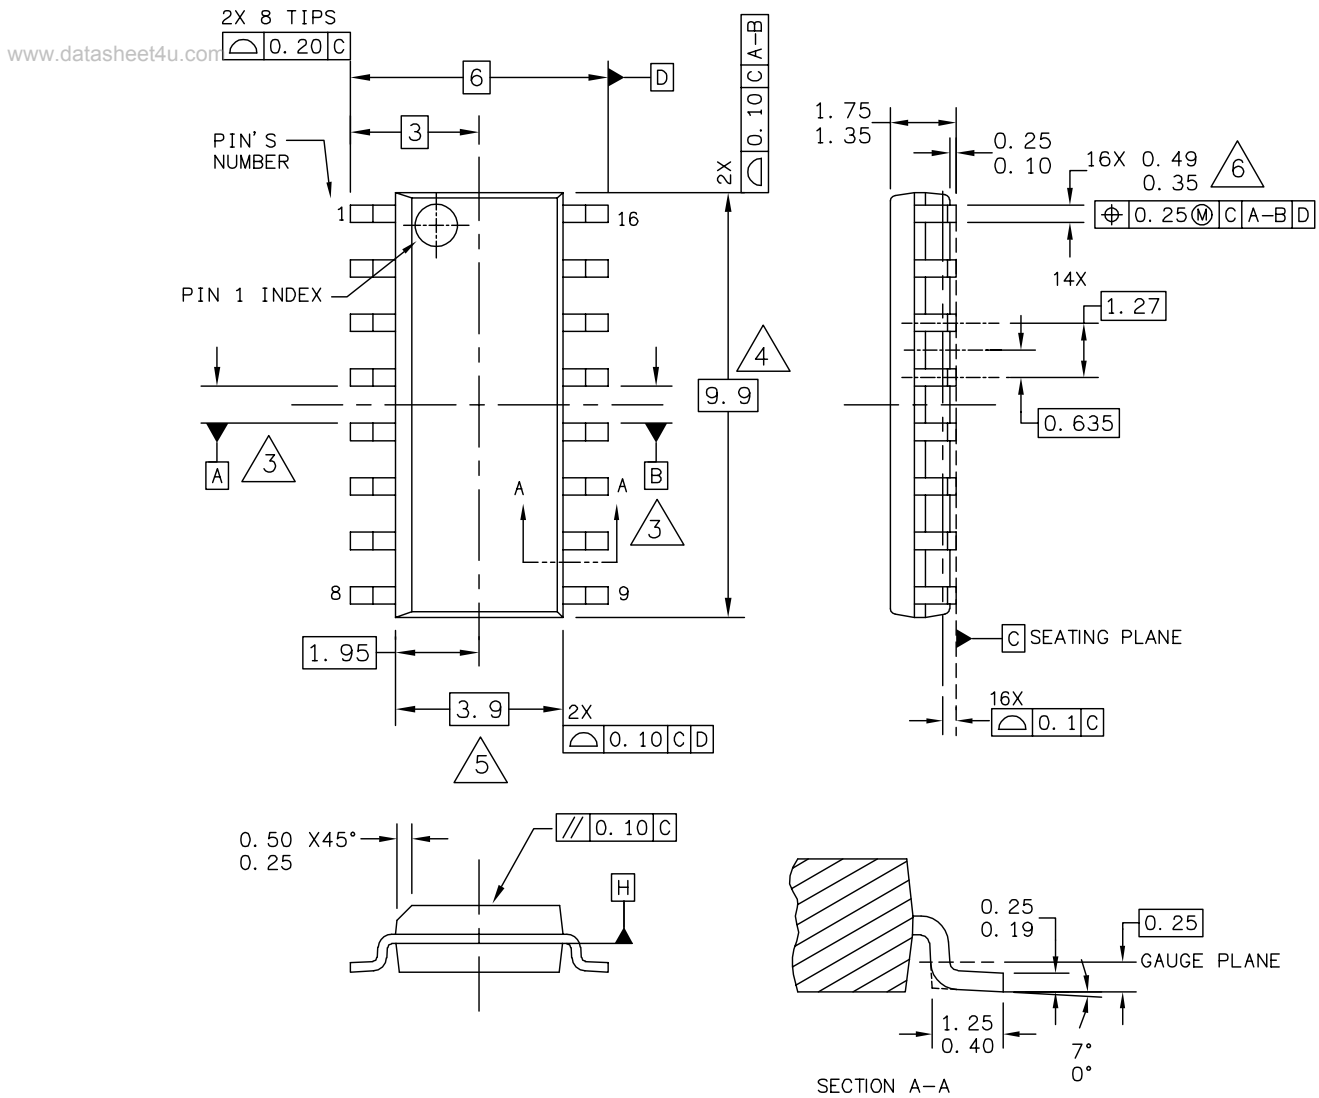 2X 8 TIPS
0.20 C
www.datasheet4u.com
6
D
3
PIN'S
NUMBER
2X
0.10 C A-B
1.75
1.35
0.25
0.10
16X 0.49
0.35
6
0.25 Ⓜ C A-B D
1
16
14X
PIN 1 INDEX
1.27
4
9.9
0.635
A
3
B
3
A
A
8
9
1.95
C SEATING PLANE
3.9
2X
0.10 C D
5
16X
0.1 C
0.50 X45°
0.25
// 0.10 C
H
0.25
0.19
0.25
GAUGE PLANE
1.25
0.40
7°
0°
SECTION A-A